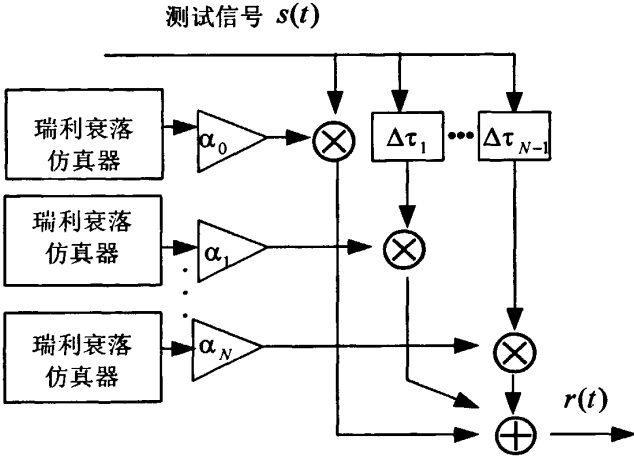 测试信号 s(t)
瑞利衰落
仿真器
α₀
Δτ₁
Δτ_{N-1}
瑞利衰落
仿真器
α₁
瑞利衰落
仿真器
α_N
r(t)